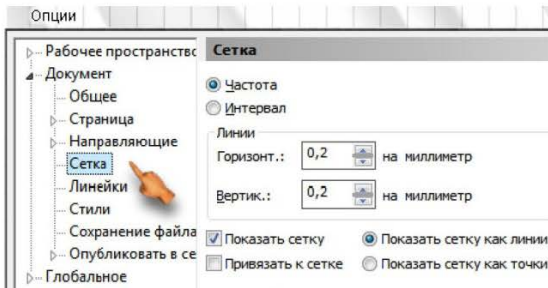 Опции
Рабочее пространство
Документ
Общее
Страница
Направляющие
Сетка
Линейки
Стили
Сохранение файла
Опубликовать в се
Глобальное
Сетка
Частота
Интервал
Линии
Горизонт.: 0,2 на миллиметр
Вертик.: 0,2 на миллиметр
Показать сетку Показать сетку как линии
Привязать к сетке Показать сетку как точки